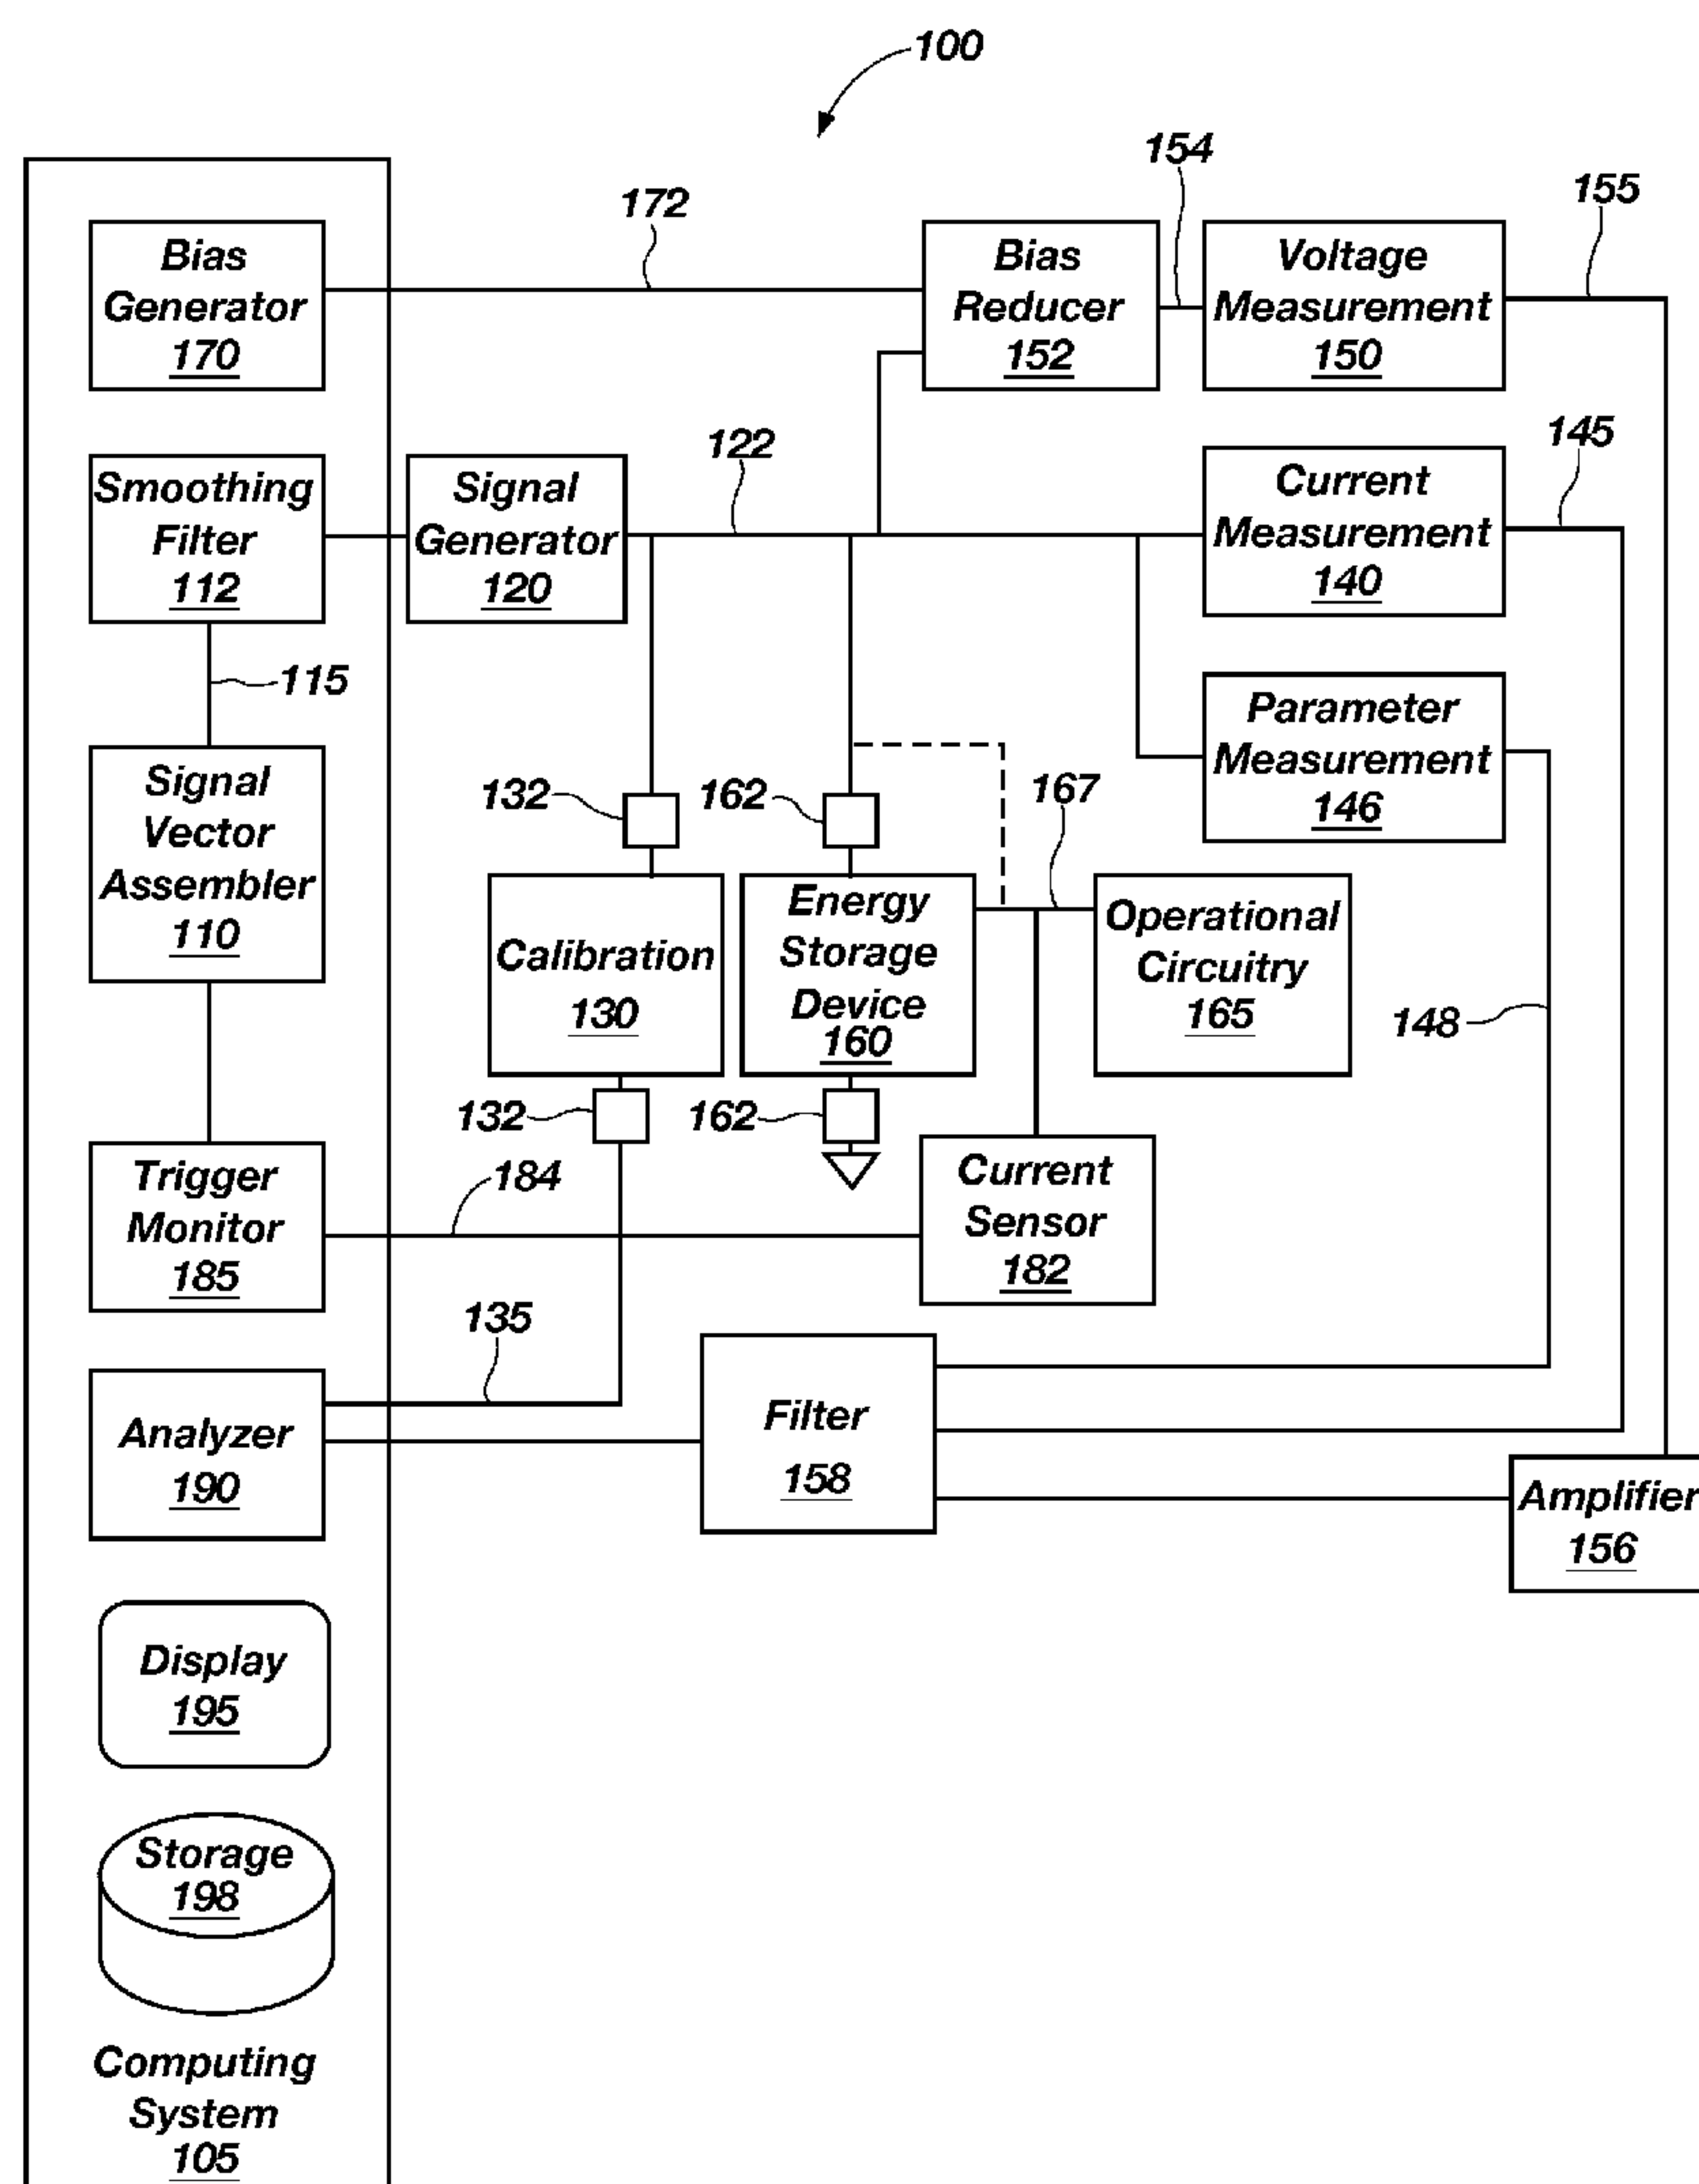 100
154
155
172
Bias
Generator
170
Bias
Reducer
152
Voltage
Measurement
150
122
145
Smoothing
Filter
112
Signal
Generator
120
Current
Measurement
140
115
Parameter
Measurement
146
Signal
Vector
Assembler
110
132
162
167
Calibration
130
Energy
Storage
Device
160
Operational
Circuitry
165
148
132
162
184
Trigger
Monitor
185
Current
Sensor
182
135
Analyzer
190
Filter
158
Amplifier
156
Display
195
Storage
198
Computing
System
105